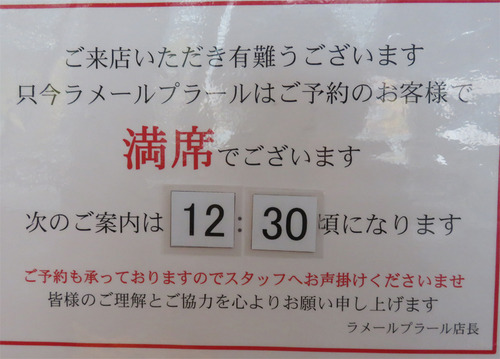 ご来店いただき有難うございます
只今ラメールプラールはご予約のお客様で
満席でございます
次のご案内は 12:30 頃になります
ご予約も承っておりますのでスタッフへお声掛けくださいませ
皆様のご理解とご協力を心よりお願い申し上げます
ラメールプラール店長